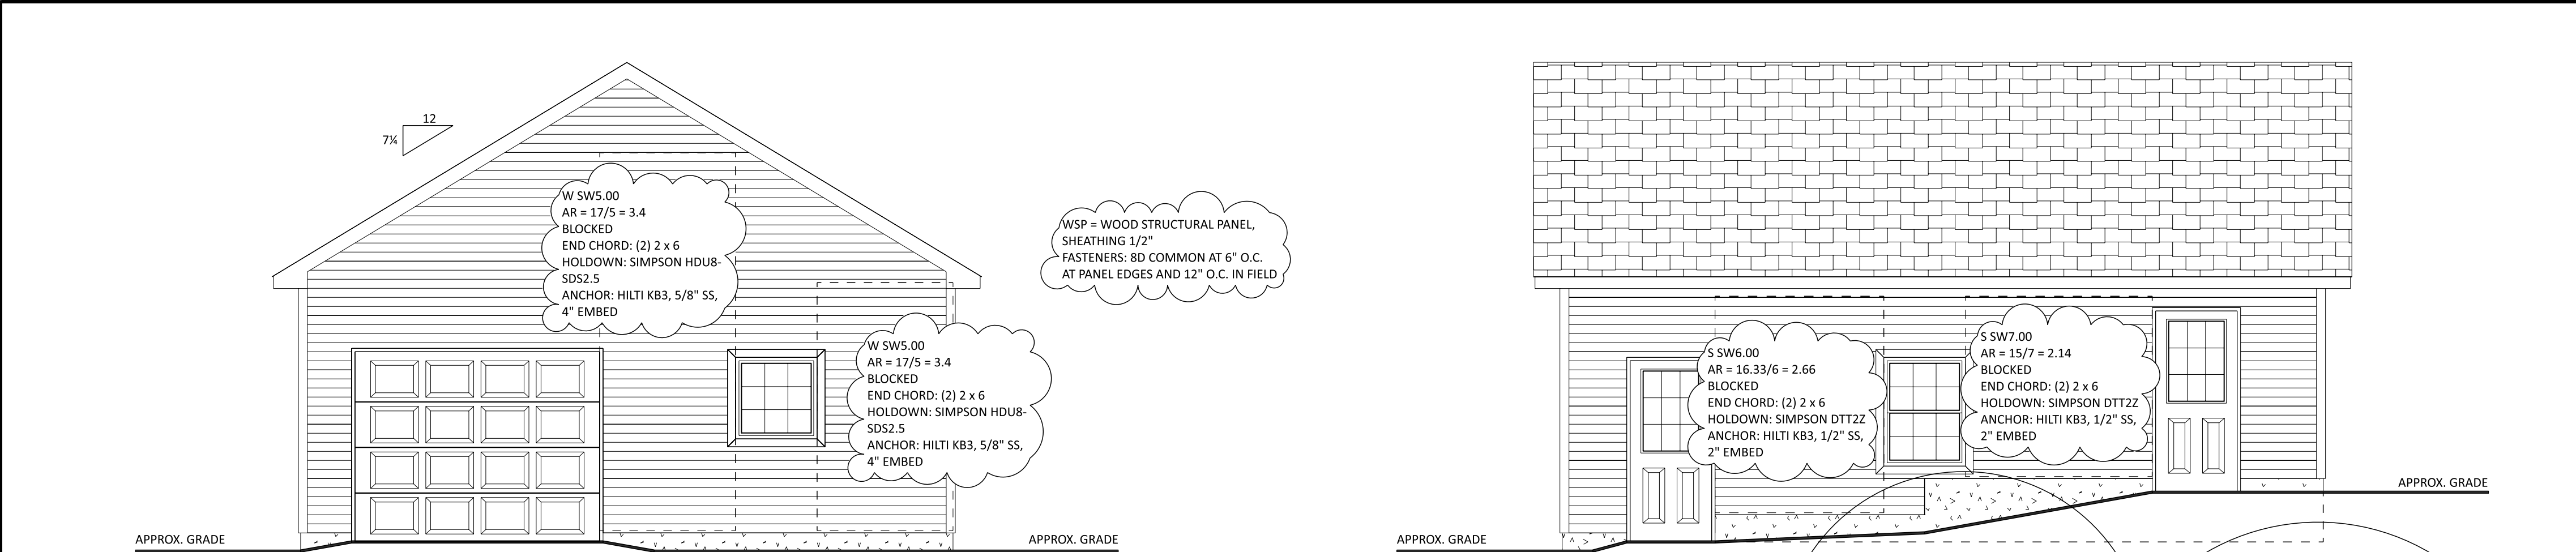 12
7¼
W SW5.00
AR = 17/5 = 3.4
BLOCKED
END CHORD: (2) 2 x 6
HOLDOWN: SIMPSON HDU8-
SDS2.5
ANCHOR: HILTI KB3, 5/8" SS,
4" EMBED
WSP = WOOD STRUCTURAL PANEL,
SHEATHING 1/2"
FASTENERS: 8D COMMON AT 6" O.C.
AT PANEL EDGES AND 12" O.C. IN FIELD
W SW5.00
AR = 17/5 = 3.4
BLOCKED
END CHORD: (2) 2 x 6
HOLDOWN: SIMPSON HDU8-
SDS2.5
ANCHOR: HILTI KB3, 5/8" SS,
4" EMBED
APPROX. GRADE
APPROX. GRADE
S SW6.00
AR = 16.33/6 = 2.66
BLOCKED
END CHORD: (2) 2 x 6
HOLDOWN: SIMPSON DTT2Z
ANCHOR: HILTI KB3, 1/2" SS,
2" EMBED
S SW7.00
AR = 15/7 = 2.14
BLOCKED
END CHORD: (2) 2 x 6
HOLDOWN: SIMPSON DTT2Z
ANCHOR: HILTI KB3, 1/2" SS,
2" EMBED
APPROX. GRADE
APPROX. GRADE